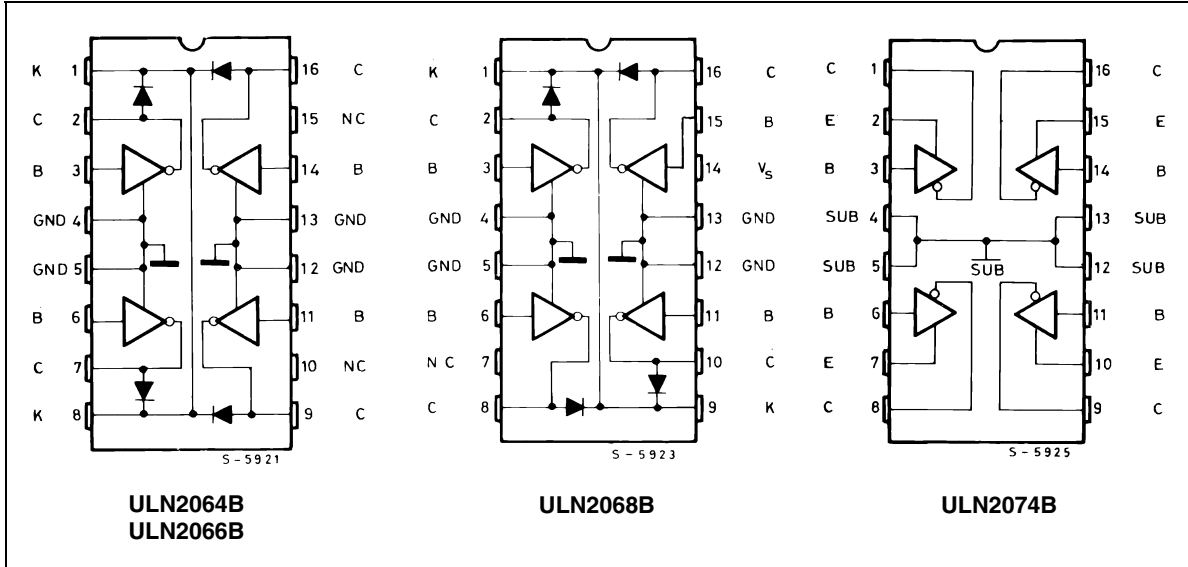 K 1 16 C K 1 16 C C 1 16 C
C 2 15 NC C 2 15 B E 2 15 E
B 3 14 B B 3 14 Vs B 3 14 B
GND 4 13 GND GND 4 13 GND SUB 4 13 SUB
GND 5 12 GND GND 5 12 GND SUB 5 SUB 12 SUB
B 6 11 B B 6 11 B B 6 11 B
C 7 10 NC NC 7 10 C E 7 10 E
K 8 9 C C 8 9 K C 8 9 C
S-5921 S-5923 S-5925
ULN2064B ULN2068B ULN2074B
ULN2066B